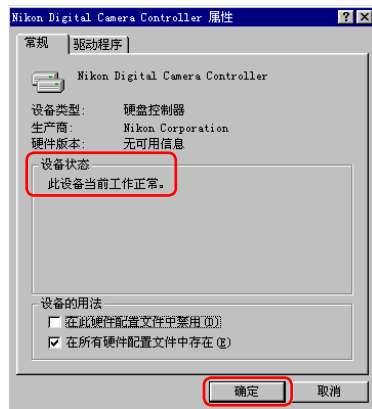 Nikon Digital Camera Controller 属性
常规 驱动程序
Nikon Digital Camera Controller
设备类型: 硬盘控制器
生产商: Nikon Corporation
硬件版本: 无可用信息
设备状态
此设备当前工作正常。
设备的用法
在此硬件配置文件中禁用(D)
在所有硬件配置文件中存在(E)
确定 取消